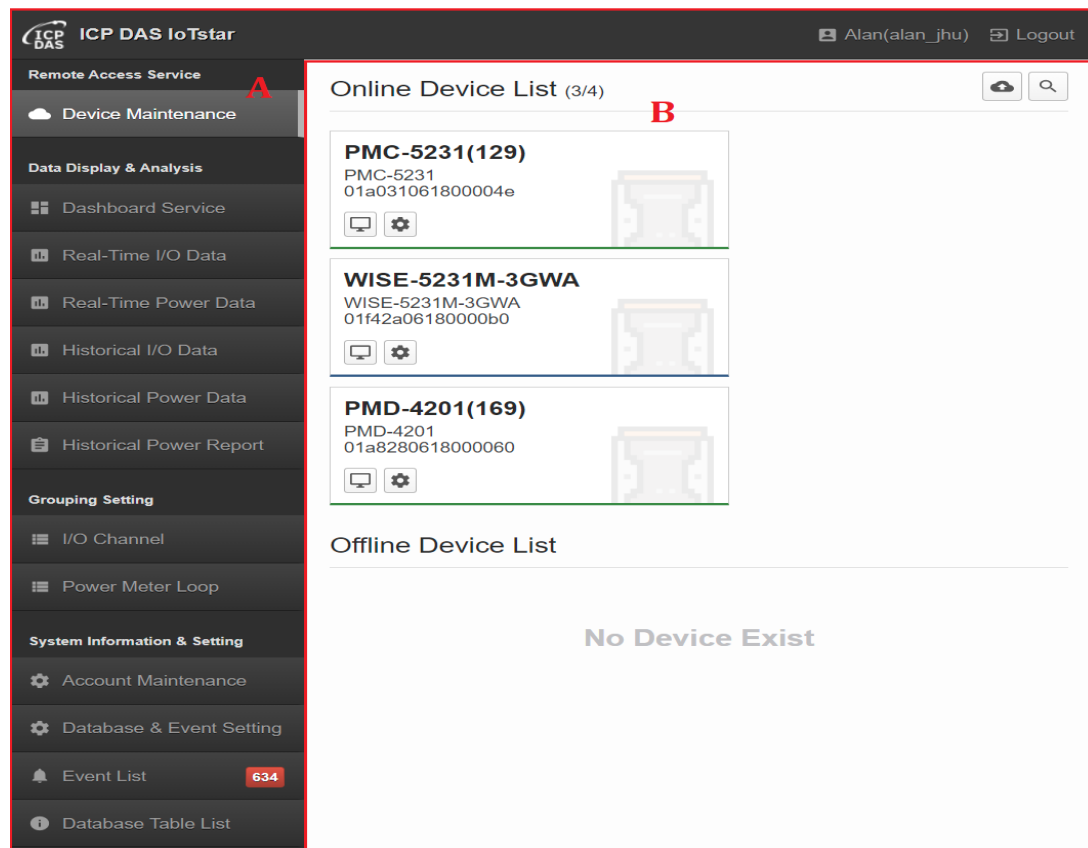 ICP DAS
ICP DAS IoTstar
Alan(alan_jhu)
Logout
Remote Access Service
A
Device Maintenance
Data Display & Analysis
Dashboard Service
Real-Time I/O Data
Real-Time Power Data
Historical I/O Data
Historical Power Data
Historical Power Report
Grouping Setting
I/O Channel
Power Meter Loop
System Information & Setting
Account Maintenance
Database & Event Setting
Event List 634
Database Table List
Online Device List (3/4)
B
PMC-5231(129)
PMC-5231
01a031061800004e
WISE-5231M-3GWA
WISE-5231M-3GWA
01f42a06180000b0
PMD-4201(169)
PMD-4201
01a8280618000060
Offline Device List
No Device Exist